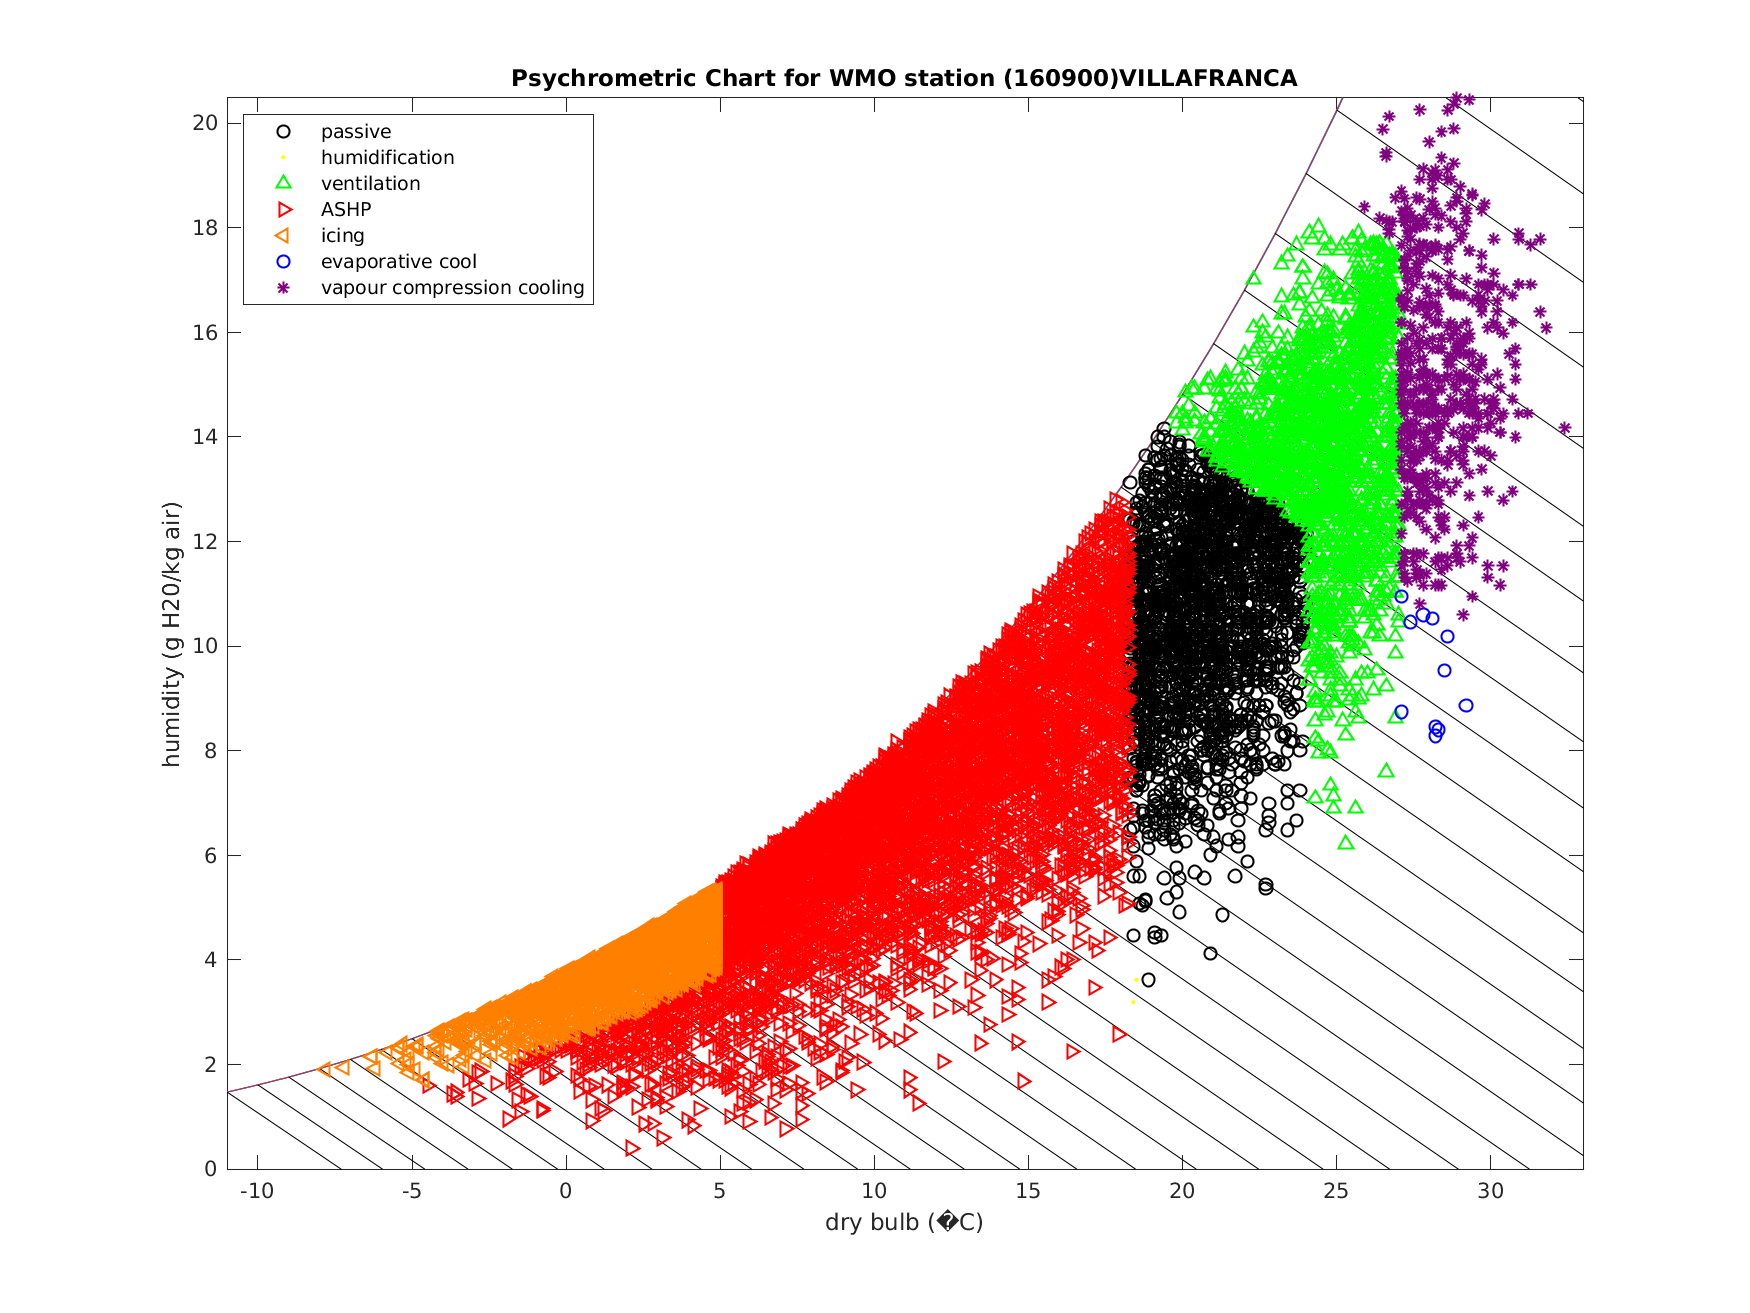 Psychrometric Chart for WMO station (160900)VILLAFRANCA
passive
humidification
ventilation
ASHP
icing
evaporative cool
vapour compression cooling
humidity (g H20/kg air)
20
18
16
14
12
10
8
6
4
2
0
-10 -5 0 5 10 15 20 25 30
dry bulb (�C)